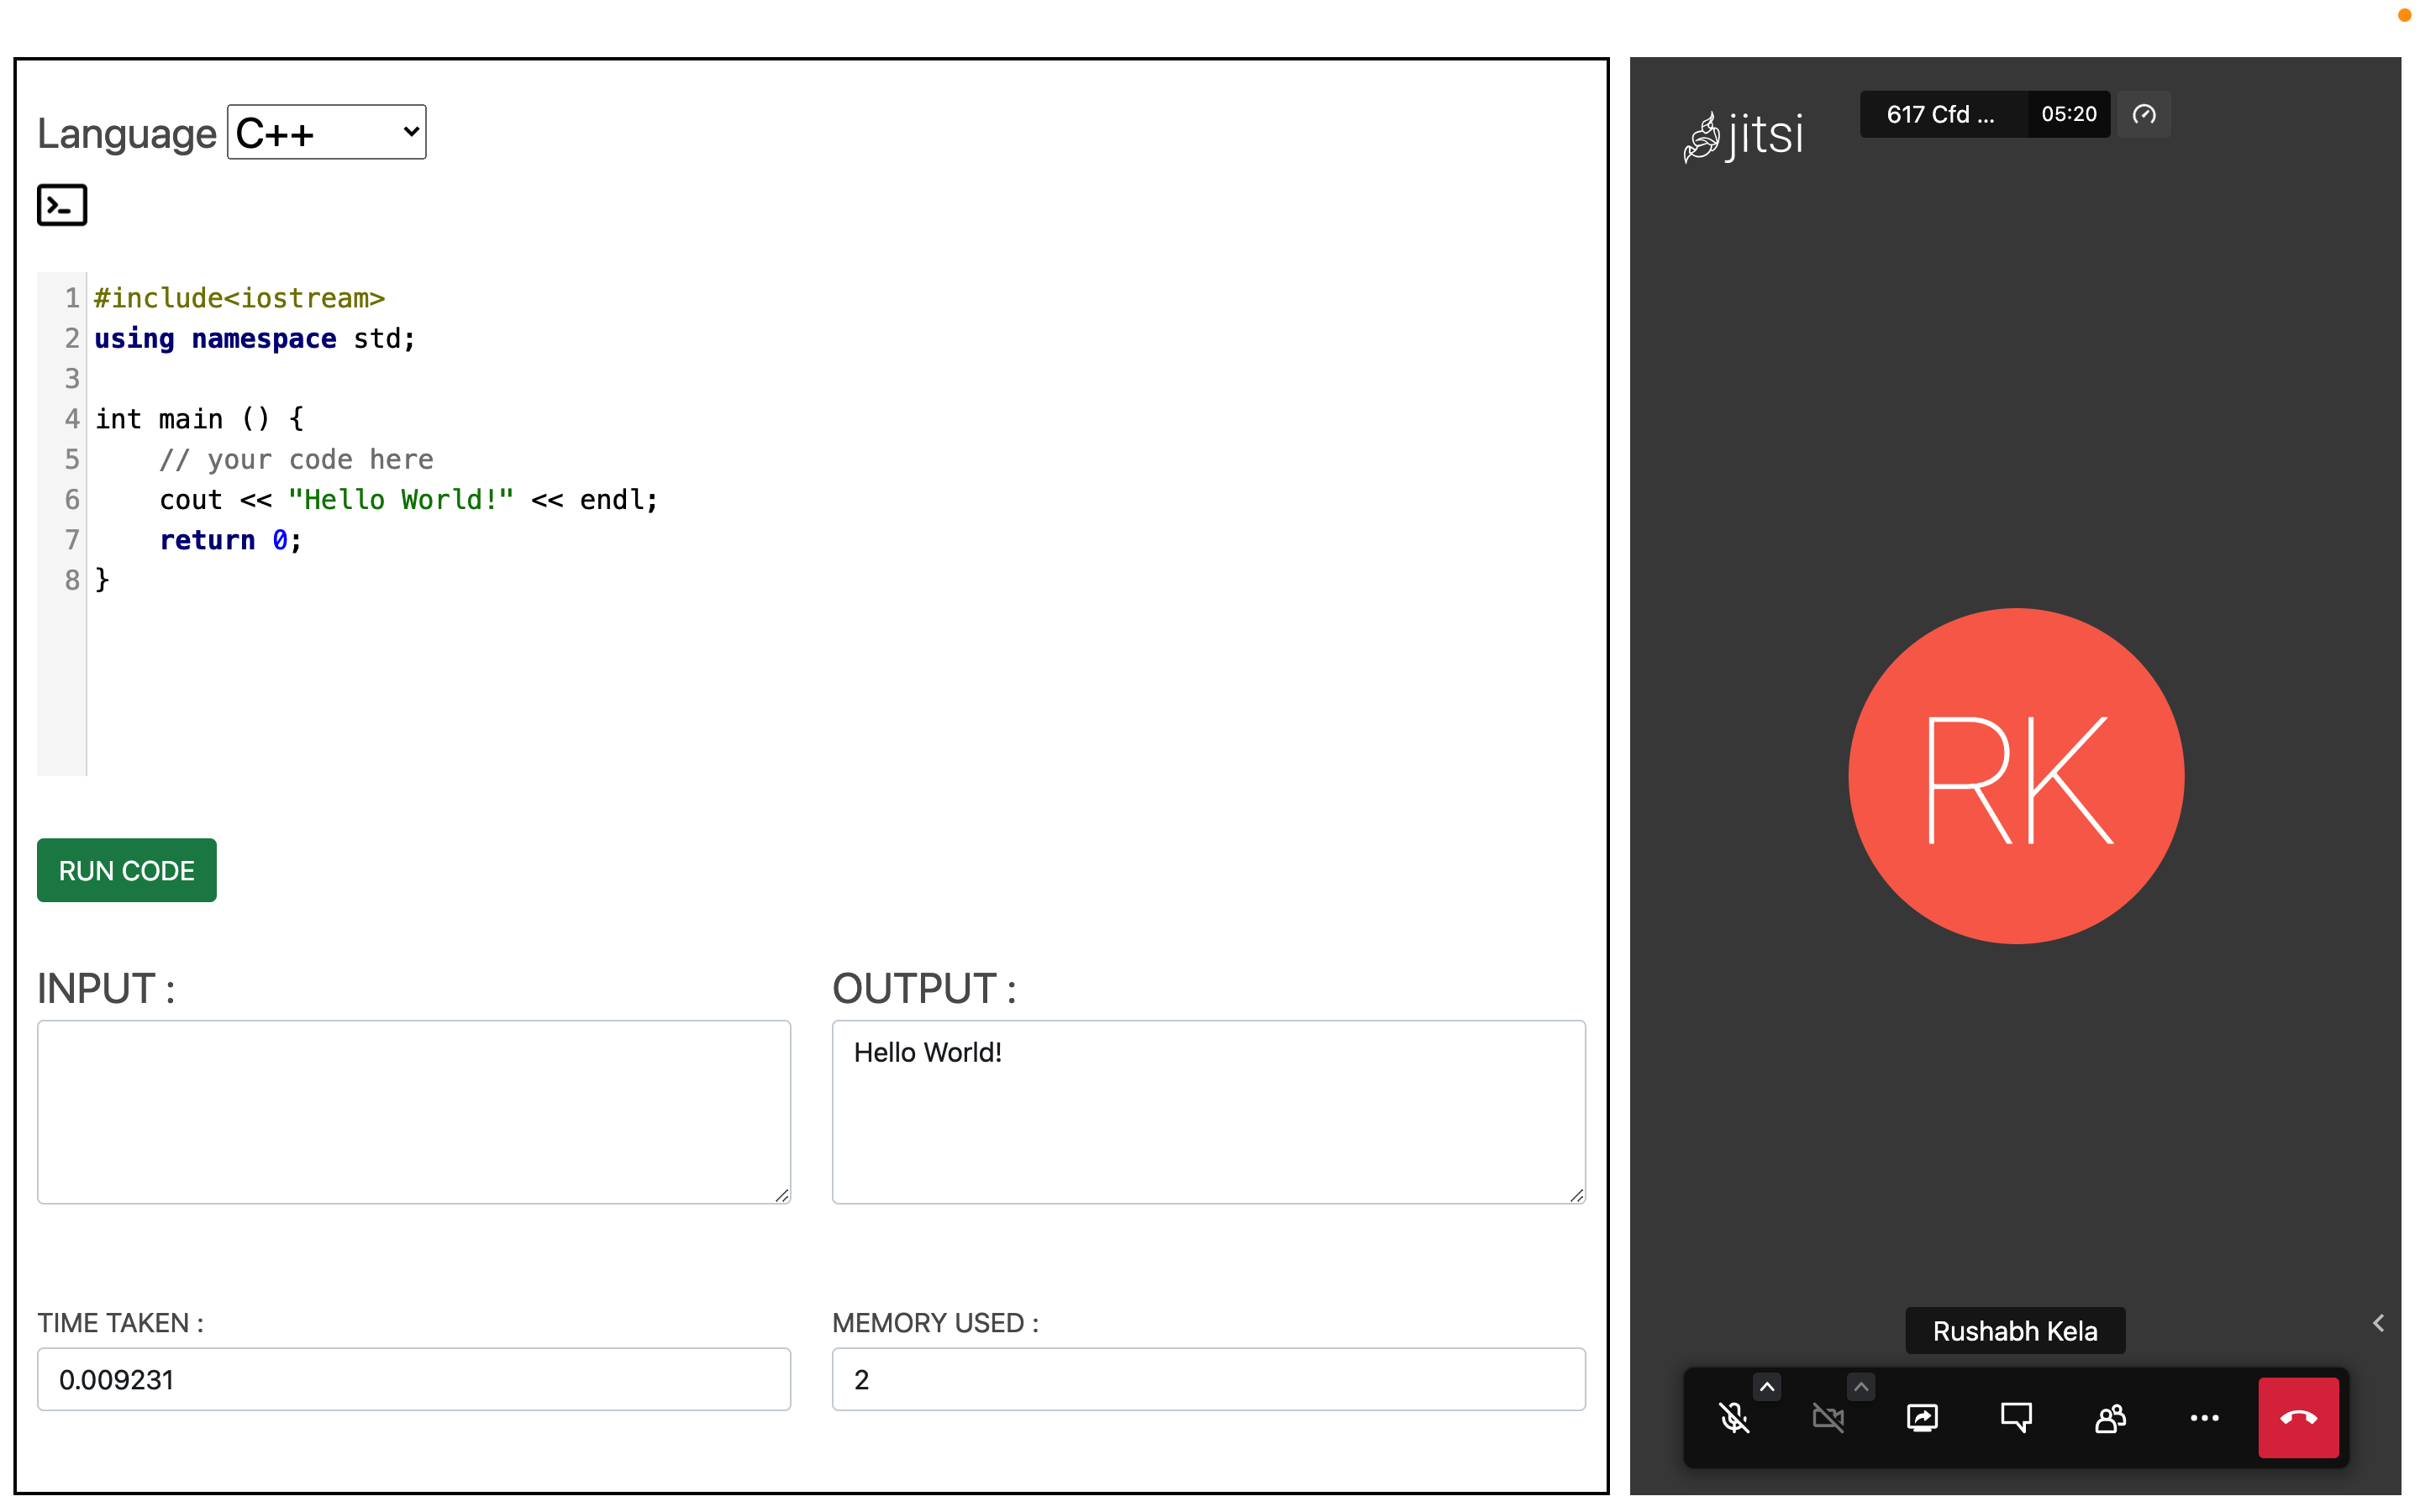 Language C++
1 #include<iostream>
2 using namespace std;
3
4 int main () {
5     // your code here
6     cout << "Hello World!" << endl;
7     return 0;
8 }
RUN CODE
INPUT :
OUTPUT :
Hello World!
TIME TAKEN :
0.009231
MEMORY USED :
2
jitsi
617 Cfd ... 05:20
RK
Rushabh Kela